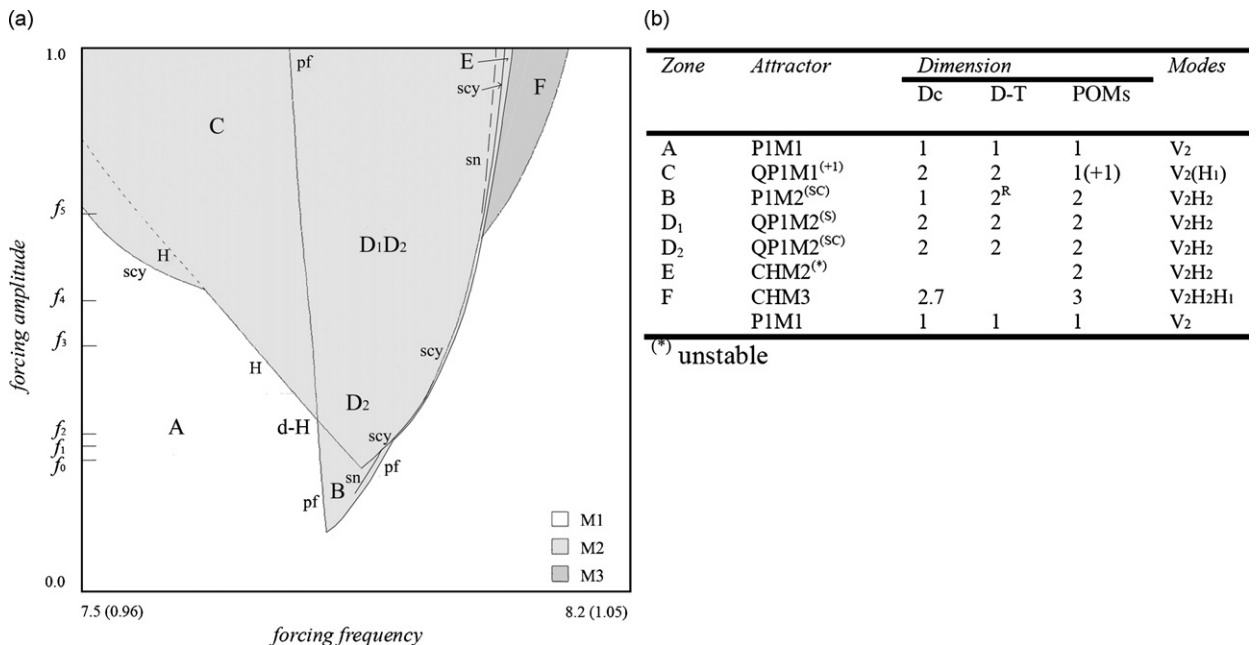 (a)
1.0
pf
E
scy
F
C
sn
f₅
D₁D₂
H
scy
f₄
f₃
scy
H
forcing amplitude
D₂
A
d-H
f₂
scy
f₁
f₀
pf
sn
B
pf
M1
M2
M3
0.0
7.5 (0.96)
8.2 (1.05)
forcing frequency
(b)
Zone Attractor Dimension Modes
Dc D-T POMs
A P1M1 1 1 1 V₂
C QP1M1⁽⁺¹⁾ 2 2 1(+1) V₂(H₁)
B P1M2⁽ˢᶜ⁾ 1 2ᴿ 2 V₂H₂
D₁ QP1M2⁽ˢ⁾ 2 2 2 V₂H₂
D₂ QP1M2⁽ˢᶜ⁾ 2 2 2 V₂H₂
E CHM2⁽*⁾ 2 V₂H₂
F CHM3 2.7 3 V₂H₂H₁
P1M1 1 1 1 V₂
⁽*⁾ unstable